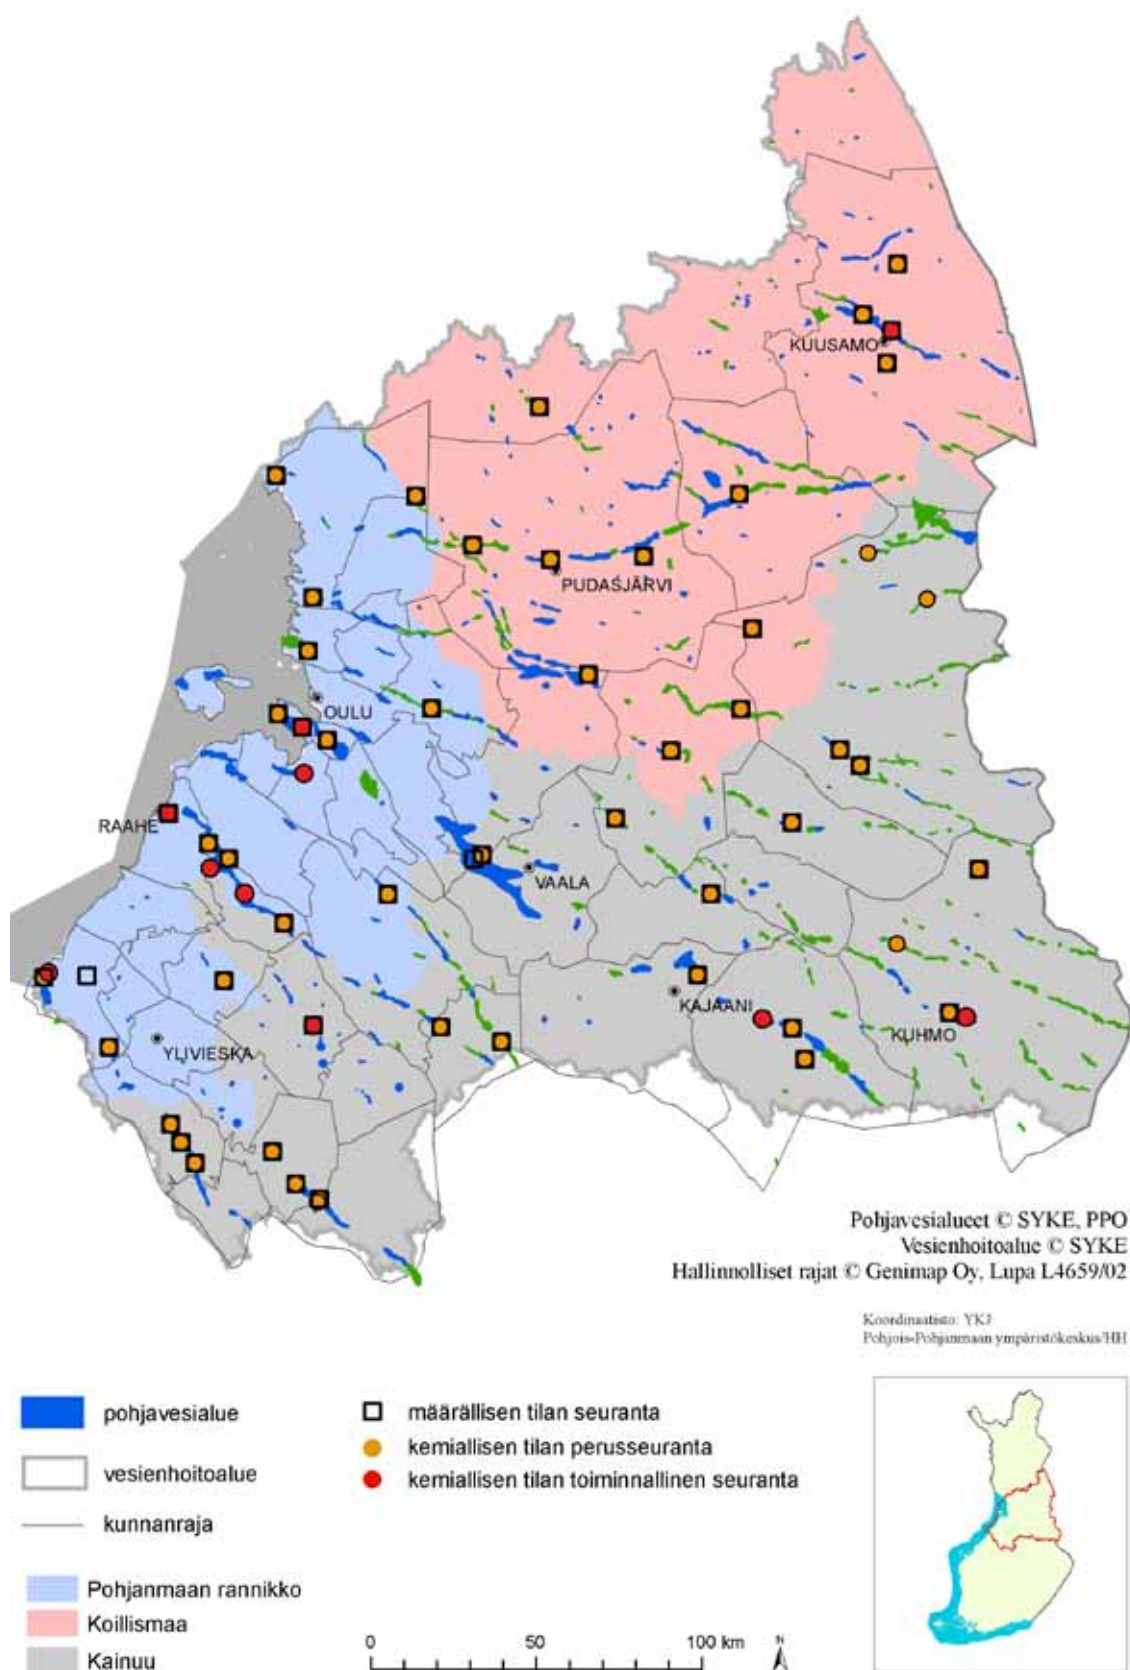 KUUSAMO
PUDASJÄRVI
OULU
RAAHE
VAALA
KAJAANI
KUHMO
YLIVIESKA
Pohjavesialueet © SYKE, PPO
Vesienhoitoalue © SYKE
Hallinnolliset rajat © Genimap Oy, Lupa L4659/02
Koordinaatisto: YKJ
Pohjois-Pohjanmaan ympäristökeskus/HH
pohjavesialue
vesienhoitoalue
kunnanraja
Pohjanmaan rannikko
Koillismaa
Kainuu
määrällisen tilan seuranta
kemiallisen tilan perusseuranta
kemiallisen tilan toiminnallinen seuranta
0 50 100 km
N